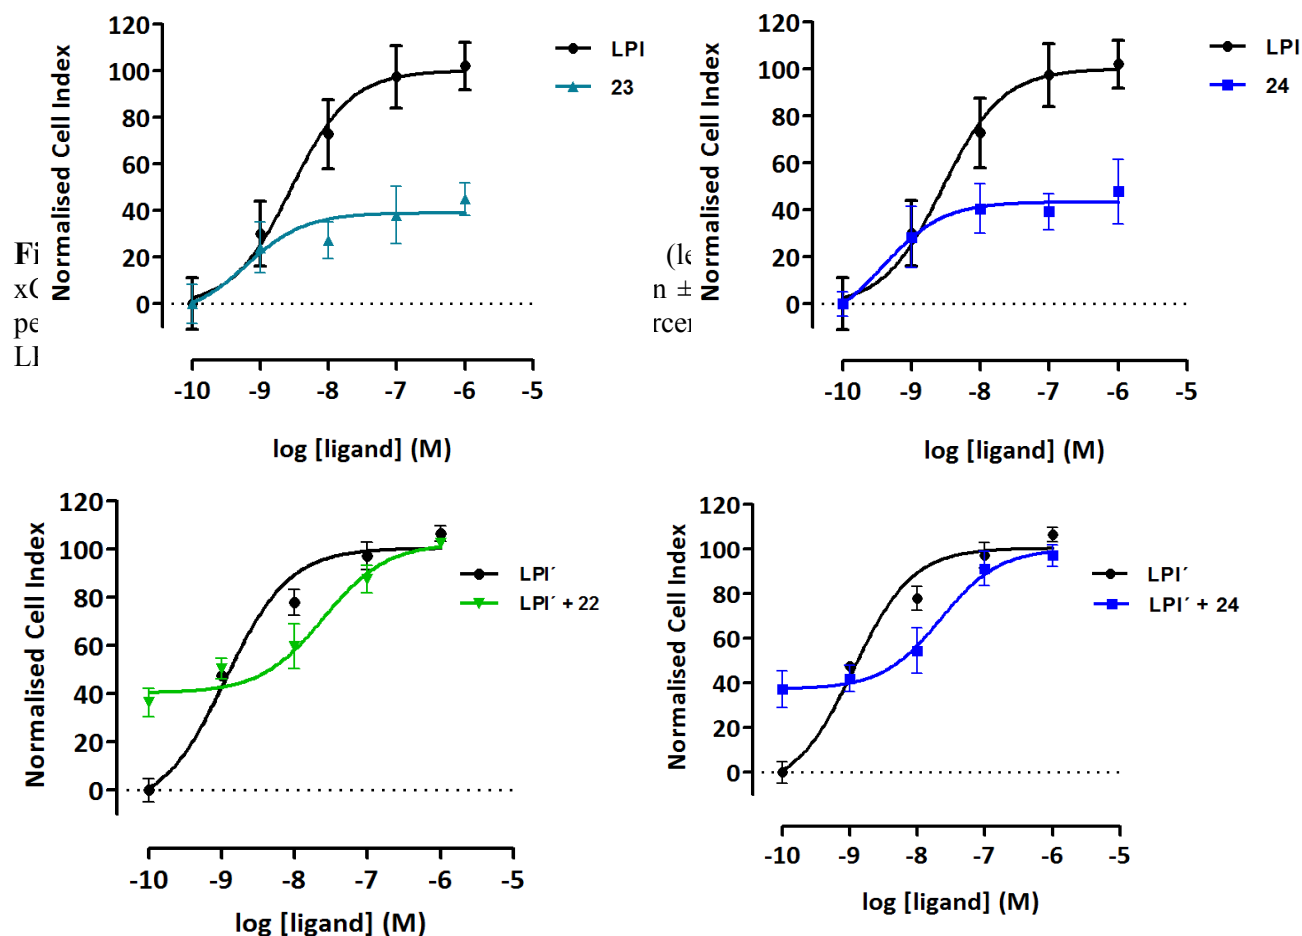 120
100
80
60
40
20
0
Normalised Cell Index
LPI
23
-10 -9 -8 -7 -6 -5
log [ligand] (M)
120
100
80
60
40
20
0
Normalised Cell Index
LPI
24
-10 -9 -8 -7 -6 -5
log [ligand] (M)
Fi (le
n ±
pe rcen
120
100
80
60
40
20
0
Normalised Cell Index
LPI´
LPI´ + 22
-10 -9 -8 -7 -6 -5
log [ligand] (M)
120
100
80
60
40
20
0
Normalised Cell Index
LPI´
LPI´ + 24
-10 -9 -8 -7 -6 -5
log [ligand] (M)